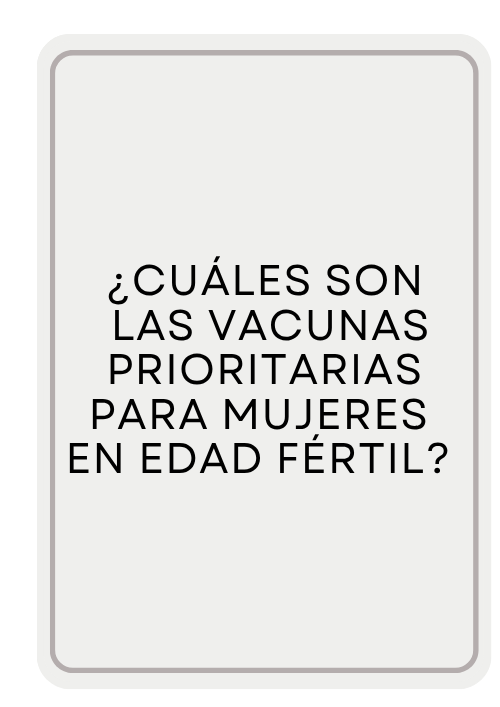 ¿CUÁLES SON
LAS VACUNAS
PRIORITARIAS
PARA MUJERES
EN EDAD FÉRTIL?